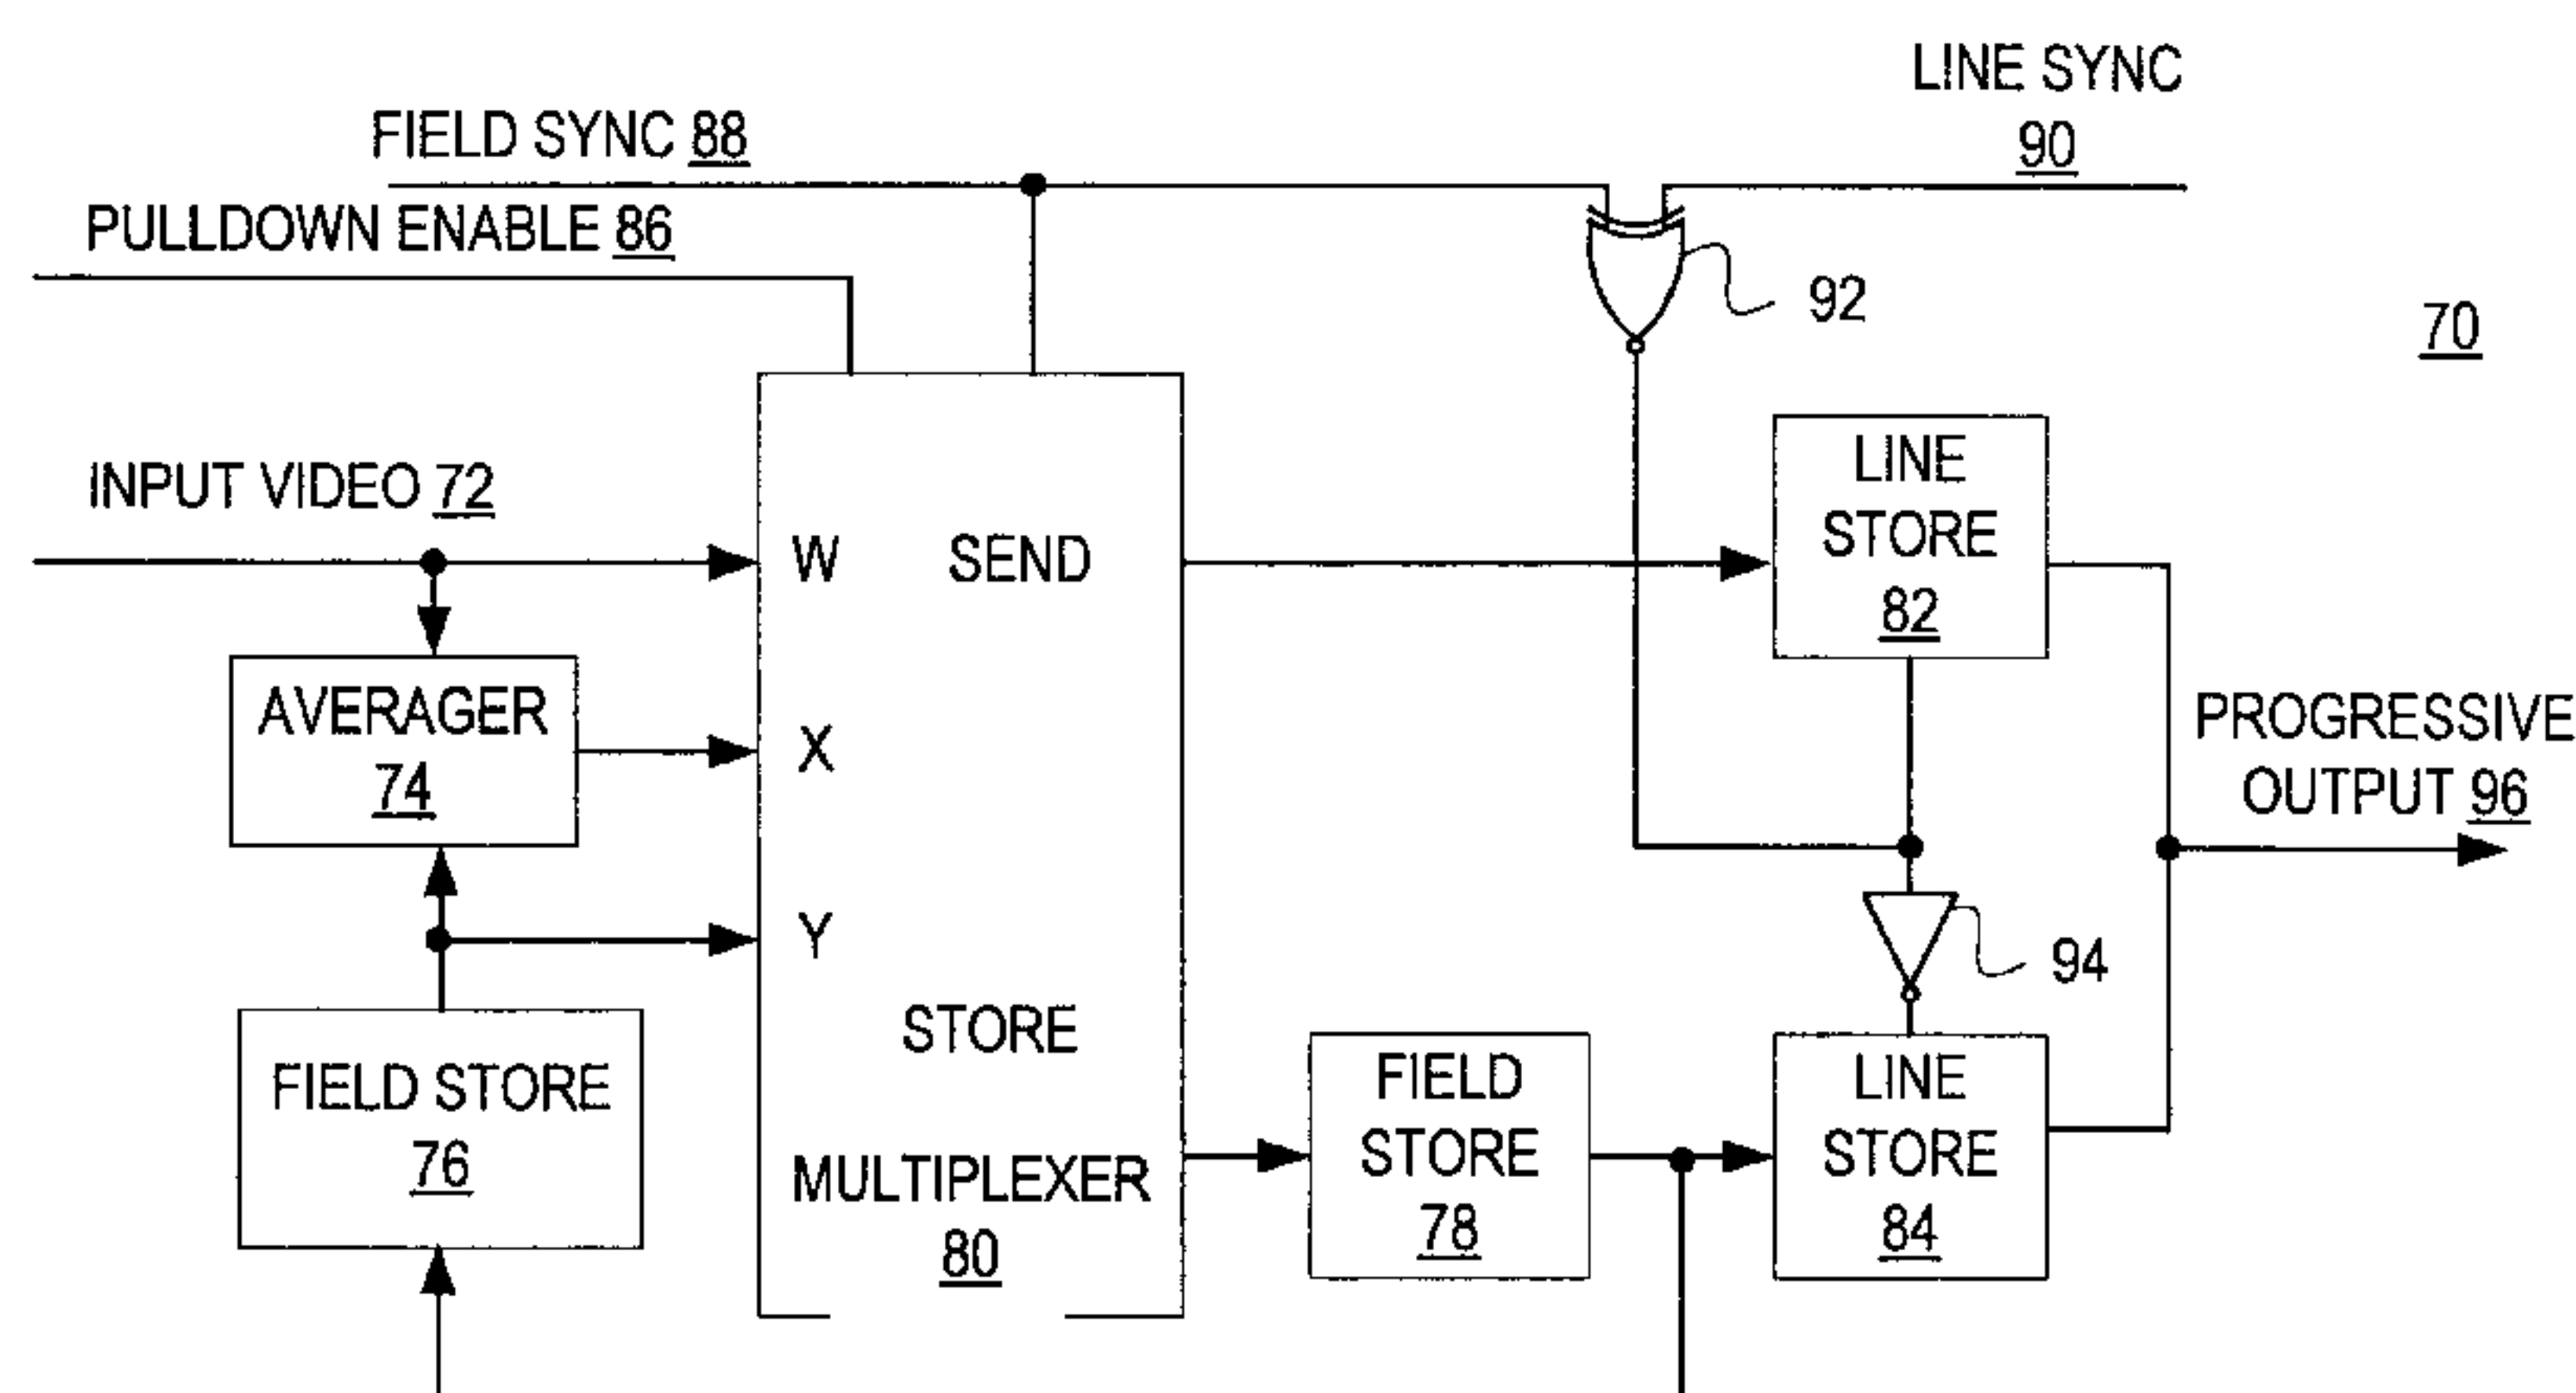 LINE SYNC
90
FIELD SYNC 88
PULLDOWN ENABLE 86
92
70
INPUT VIDEO 72
W
SEND
LINE
STORE
82
AVERAGER
74
X
PROGRESSIVE
OUTPUT 96
Y
94
FIELD STORE
76
STORE
MULTIPLEXER
80
FIELD
STORE
78
LINE
STORE
84